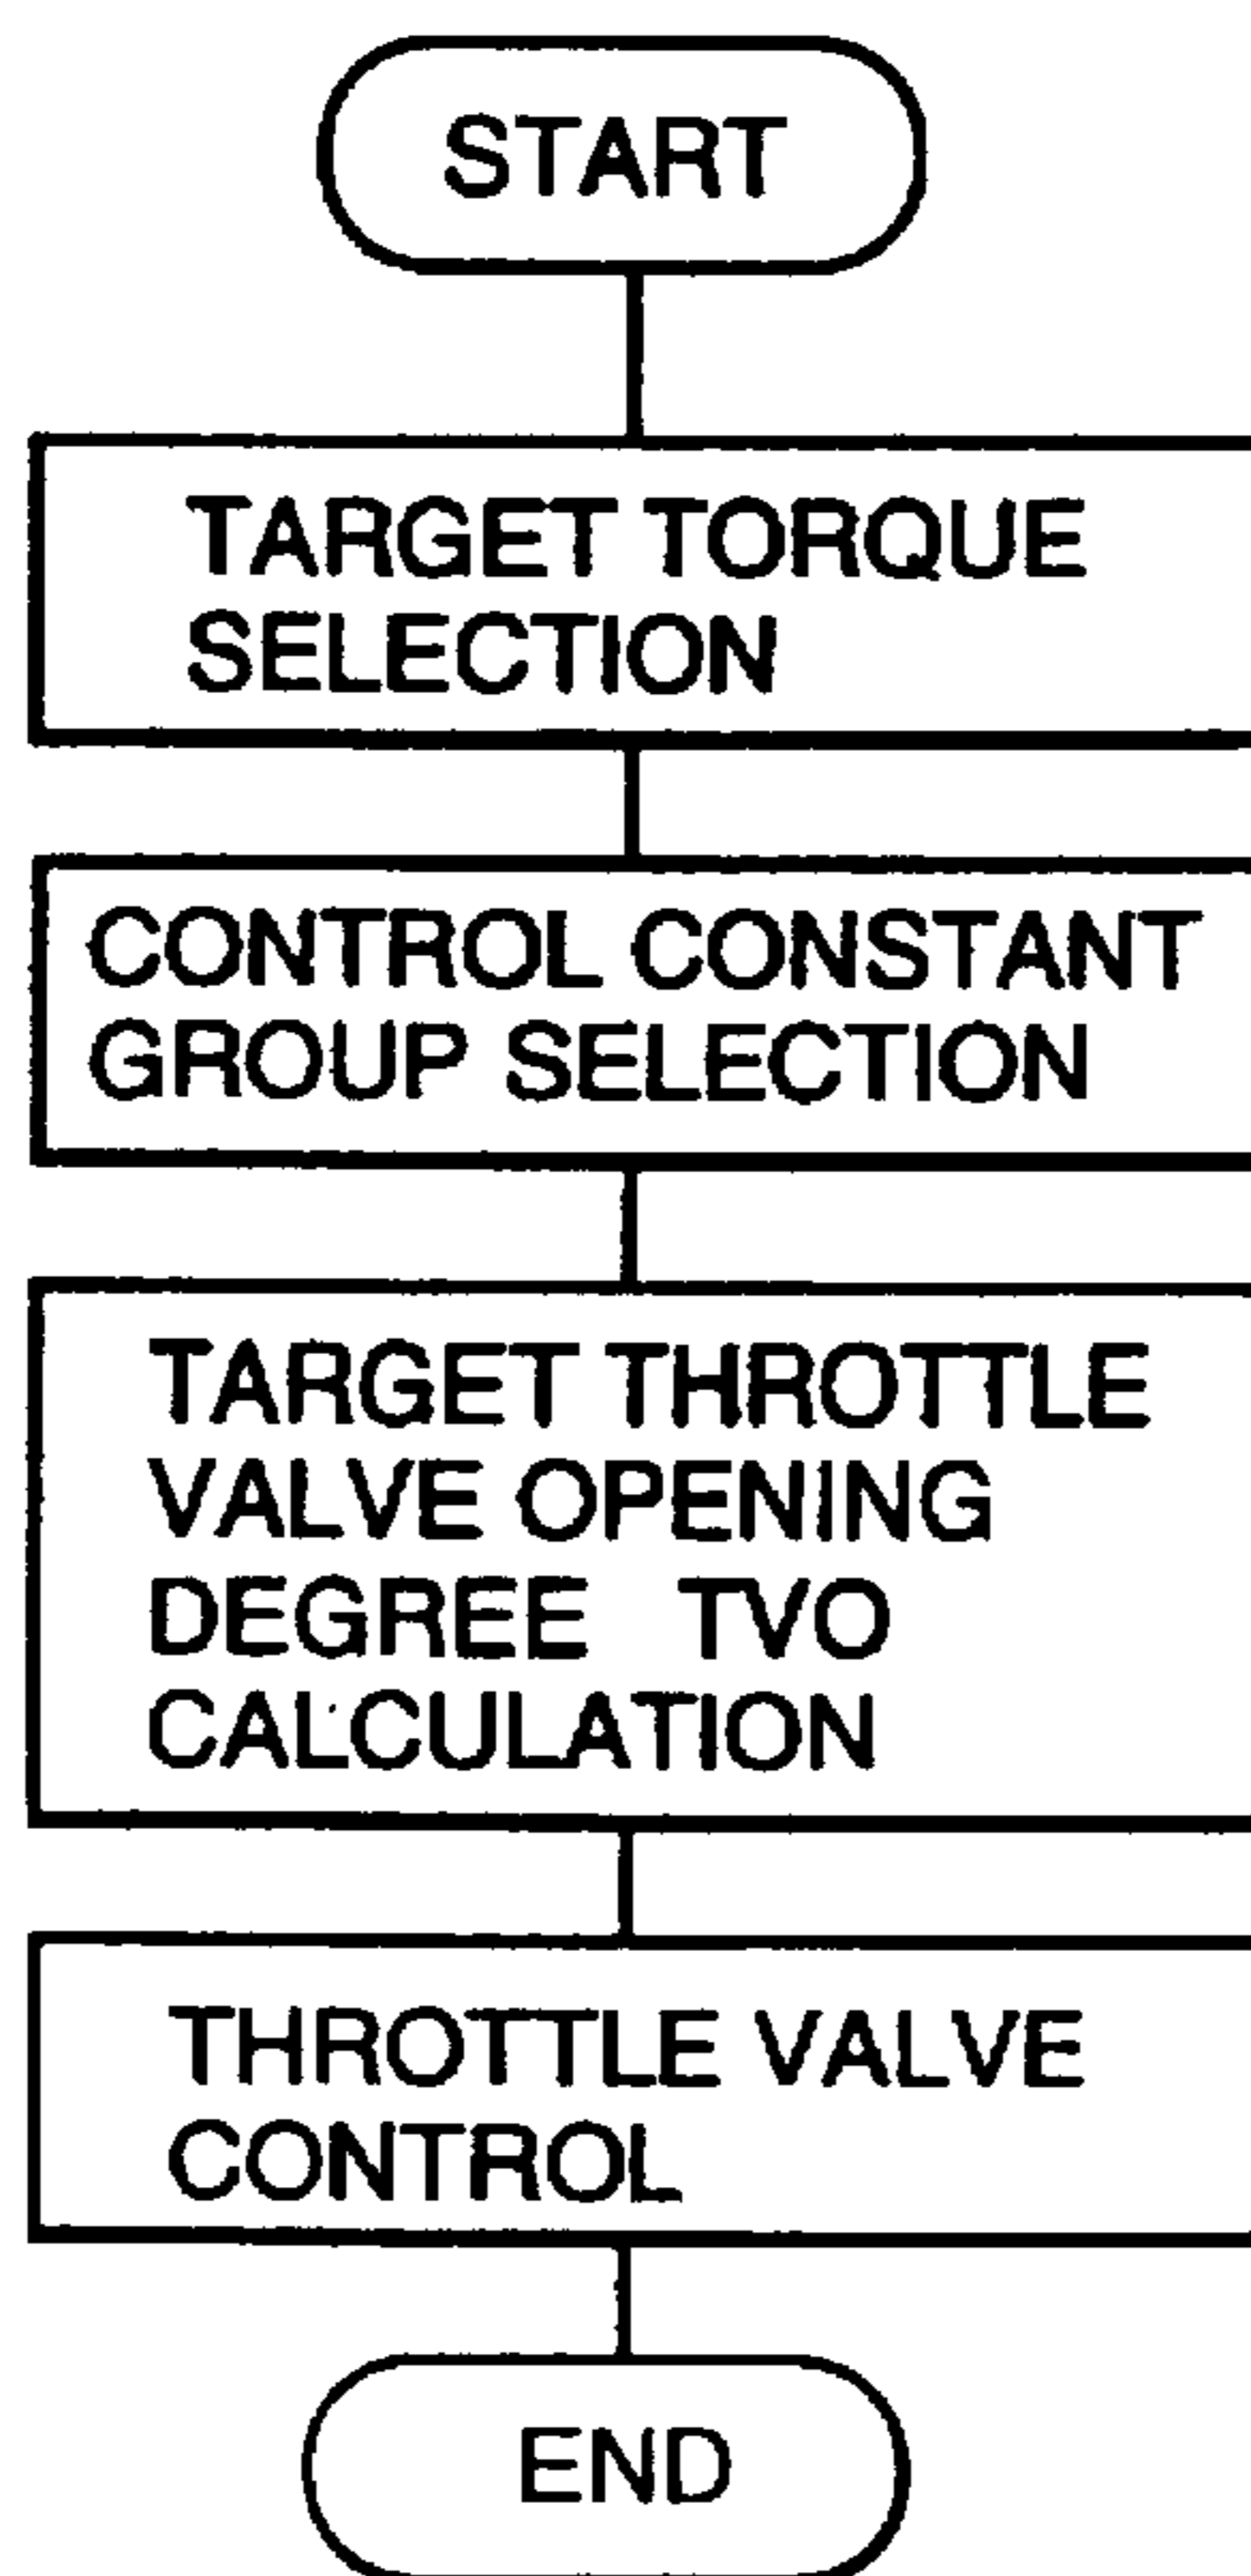 START
TARGET TORQUE
SELECTION
CONTROL CONSTANT
GROUP SELECTION
TARGET THROTTLE
VALVE OPENING
DEGREE TVO
CALCULATION
THROTTLE VALVE
CONTROL
END